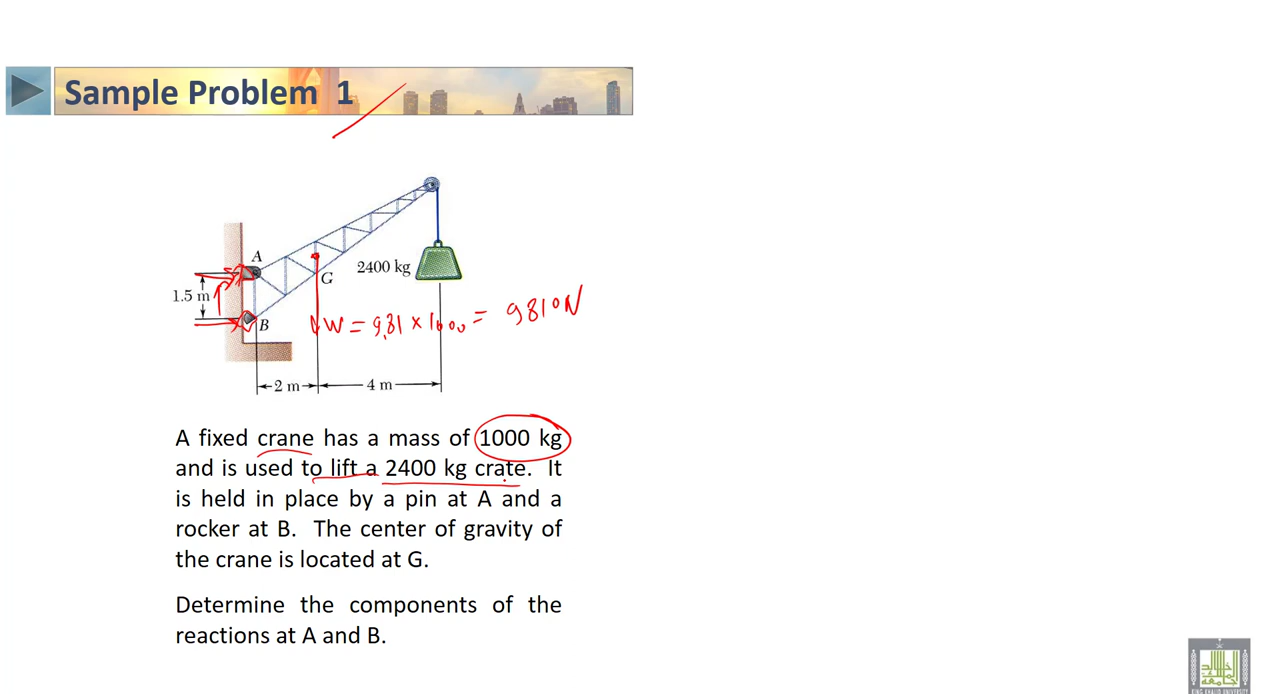 Sample Problem 1
A
G
2400 kg
1.5 m
B
W = 9.81 × 1000 = 9810 N
2 m
4 m
A fixed crane has a mass of 1000 kg
and is used to lift a 2400 kg crate. It
is held in place by a pin at A and a
rocker at B. The center of gravity of
the crane is located at G.
Determine the components of the
reactions at A and B.